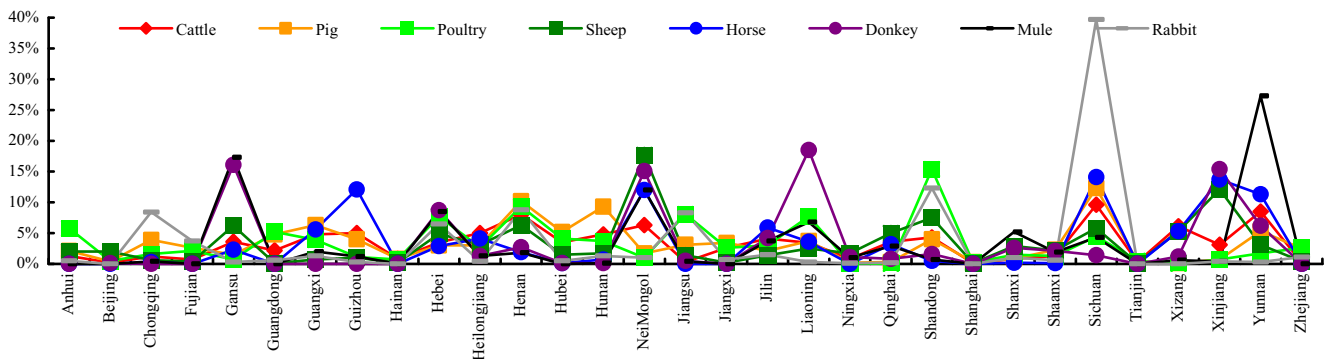 40%
35%
30%
25%
20%
15%
10%
5%
0%
Cattle Pig Poultry Sheep Horse Donkey Mule Rabbit
Anhui
Beijing
Chongqing
Fujian
Gansu
Guangdong
Guangxi
Guizhou
Hainan
Hebei
Heilongjiang
Henan
Hubei
Hunan
NeiMongol
Jiangsu
Jiangxi
Jilin
Liaoning
Ningxia
Qinghai
Shandong
Shanghai
Shanxi
Shaanxi
Sichuan
Tianjin
Xizang
Xinjiang
Yunnan
Zhejiang